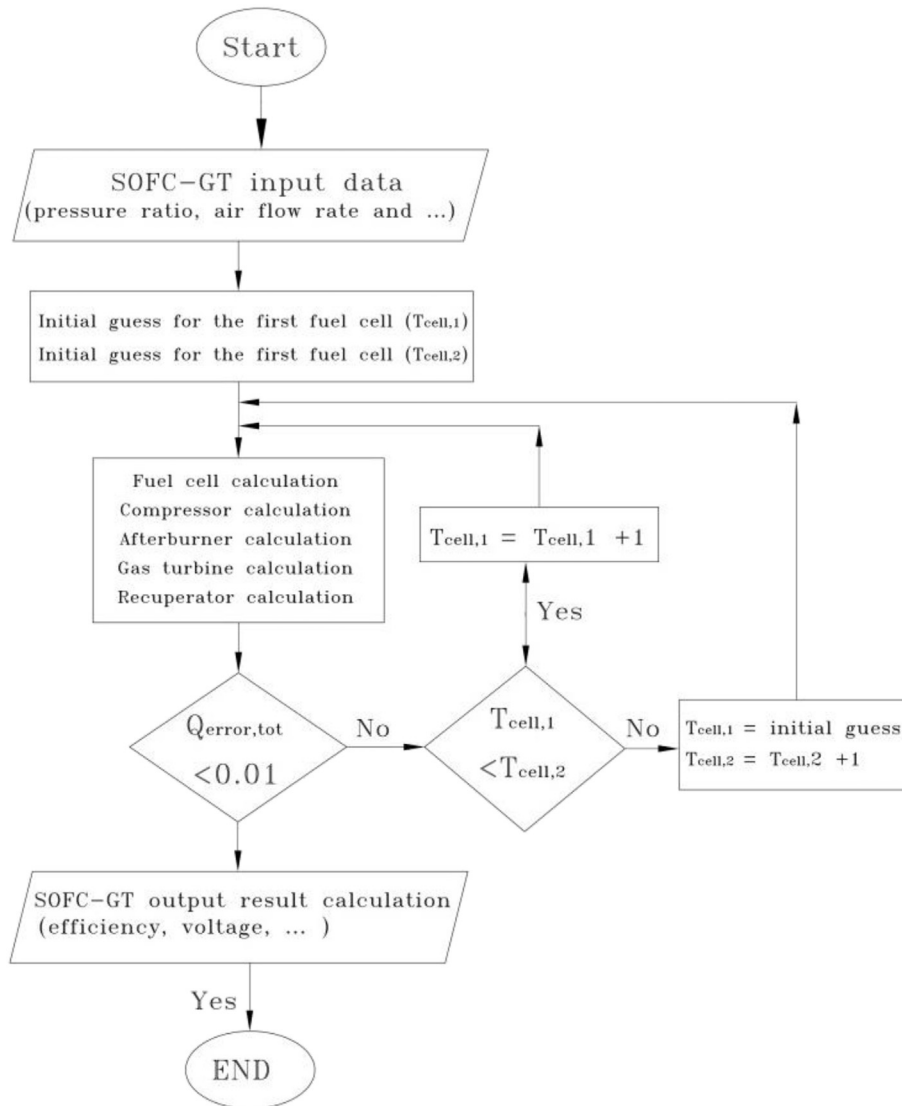 Start
SOFC-GT input data
(pressure ratio, air flow rate and ...)
Initial guess for the first fuel cell (Tcell,1)
Initial guess for the first fuel cell (Tcell,2)
Fuel cell calculation
Compressor calculation
Afterburner calculation
Gas turbine calculation
Recuperator calculation
Tcell,1 = Tcell,1 +1
Yes
Qerror,tot
<0.01
No
Tcell,1
<Tcell,2
No
Tcell,1 = initial guess
Tcell,2 = Tcell,2 +1
SOFC-GT output result calculation
(efficiency, voltage, ... )
Yes
END